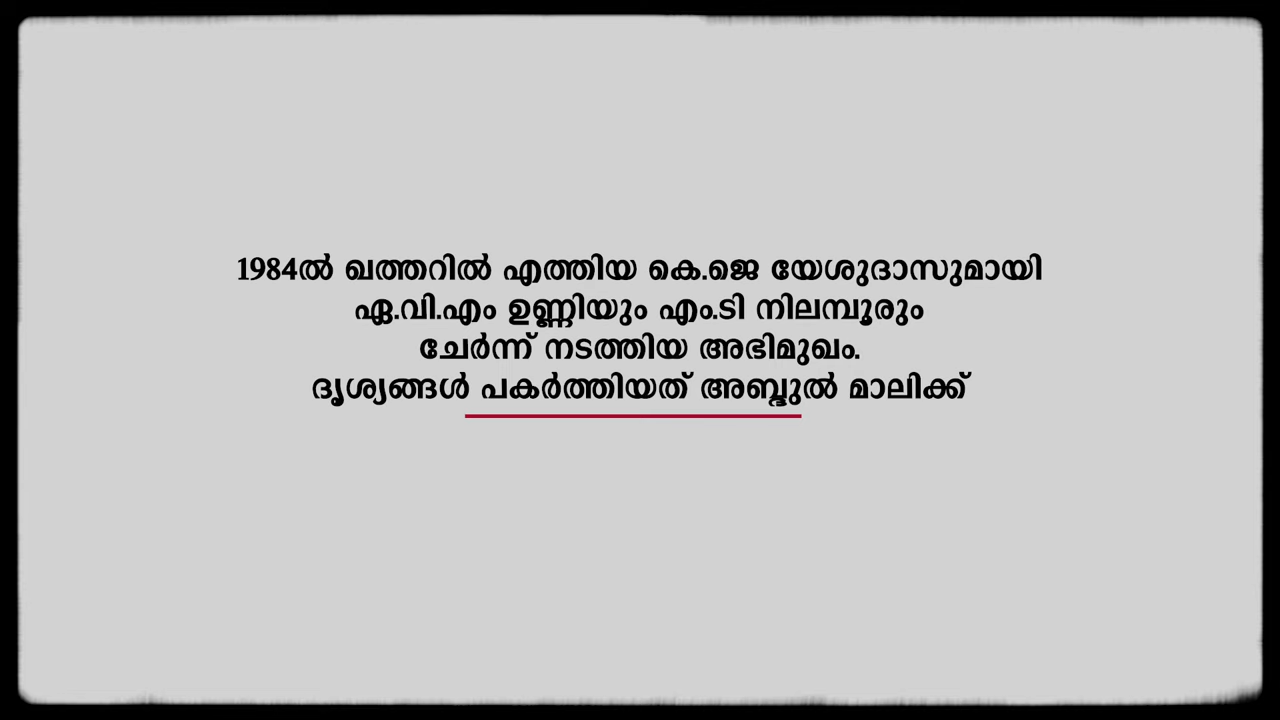 1984ൽ ഖത്തറിൽ എത്തിയ കെ.ജെ യേശുദാസുമായി
ഏ.വി.എം ഉണ്ണിയും എം.ടി നിലമ്പൂരും
ചേർന്ന് നടത്തിയ അഭിമുഖം.
ദൃശ്യങ്ങൾ പകർത്തിയത് അബ്ദുൽ മാലിക്ക്